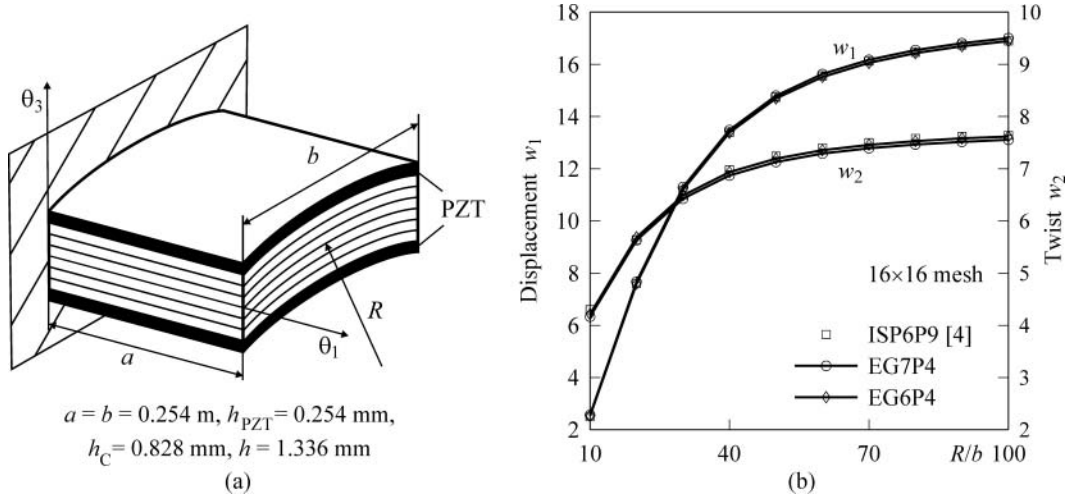 (a)
θ3
b
PZT
R
θ1
a
a = b = 0.254 m, hPZT = 0.254 mm,
hC = 0.828 mm, h = 1.336 mm
(a)
(b)
18
16
14
12
10
8
6
4
2
Displacement w1
10
9
8
7
6
5
4
3
2
Twist w2
w1
w2
16×16 mesh
ISP6P9 [4]
EG7P4
EG6P4
10
40
70
R/b
100
(b)